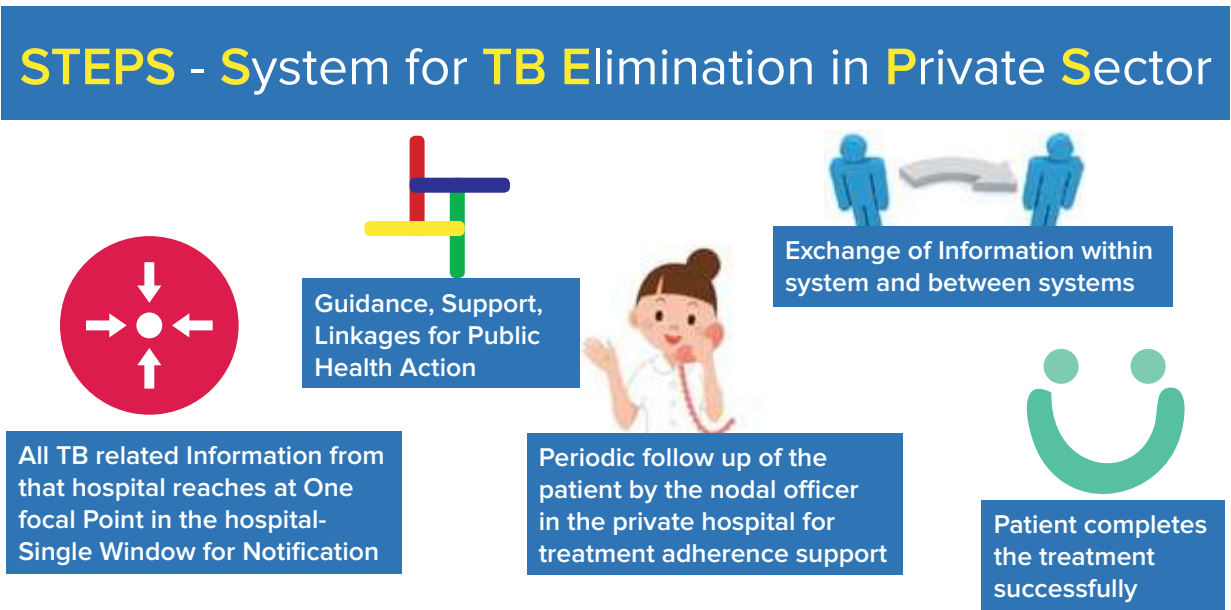 STEPS - System for TB Elimination in Private Sector
All TB related Information from
that hospital reaches at One
focal Point in the hospital-
Single Window for Notification
Guidance, Support,
Linkages for Public
Health Action
Periodic follow up of the
patient by the nodal officer
in the private hospital for
treatment adherence support
Exchange of Information within
system and between systems
Patient completes
the treatment
successfully